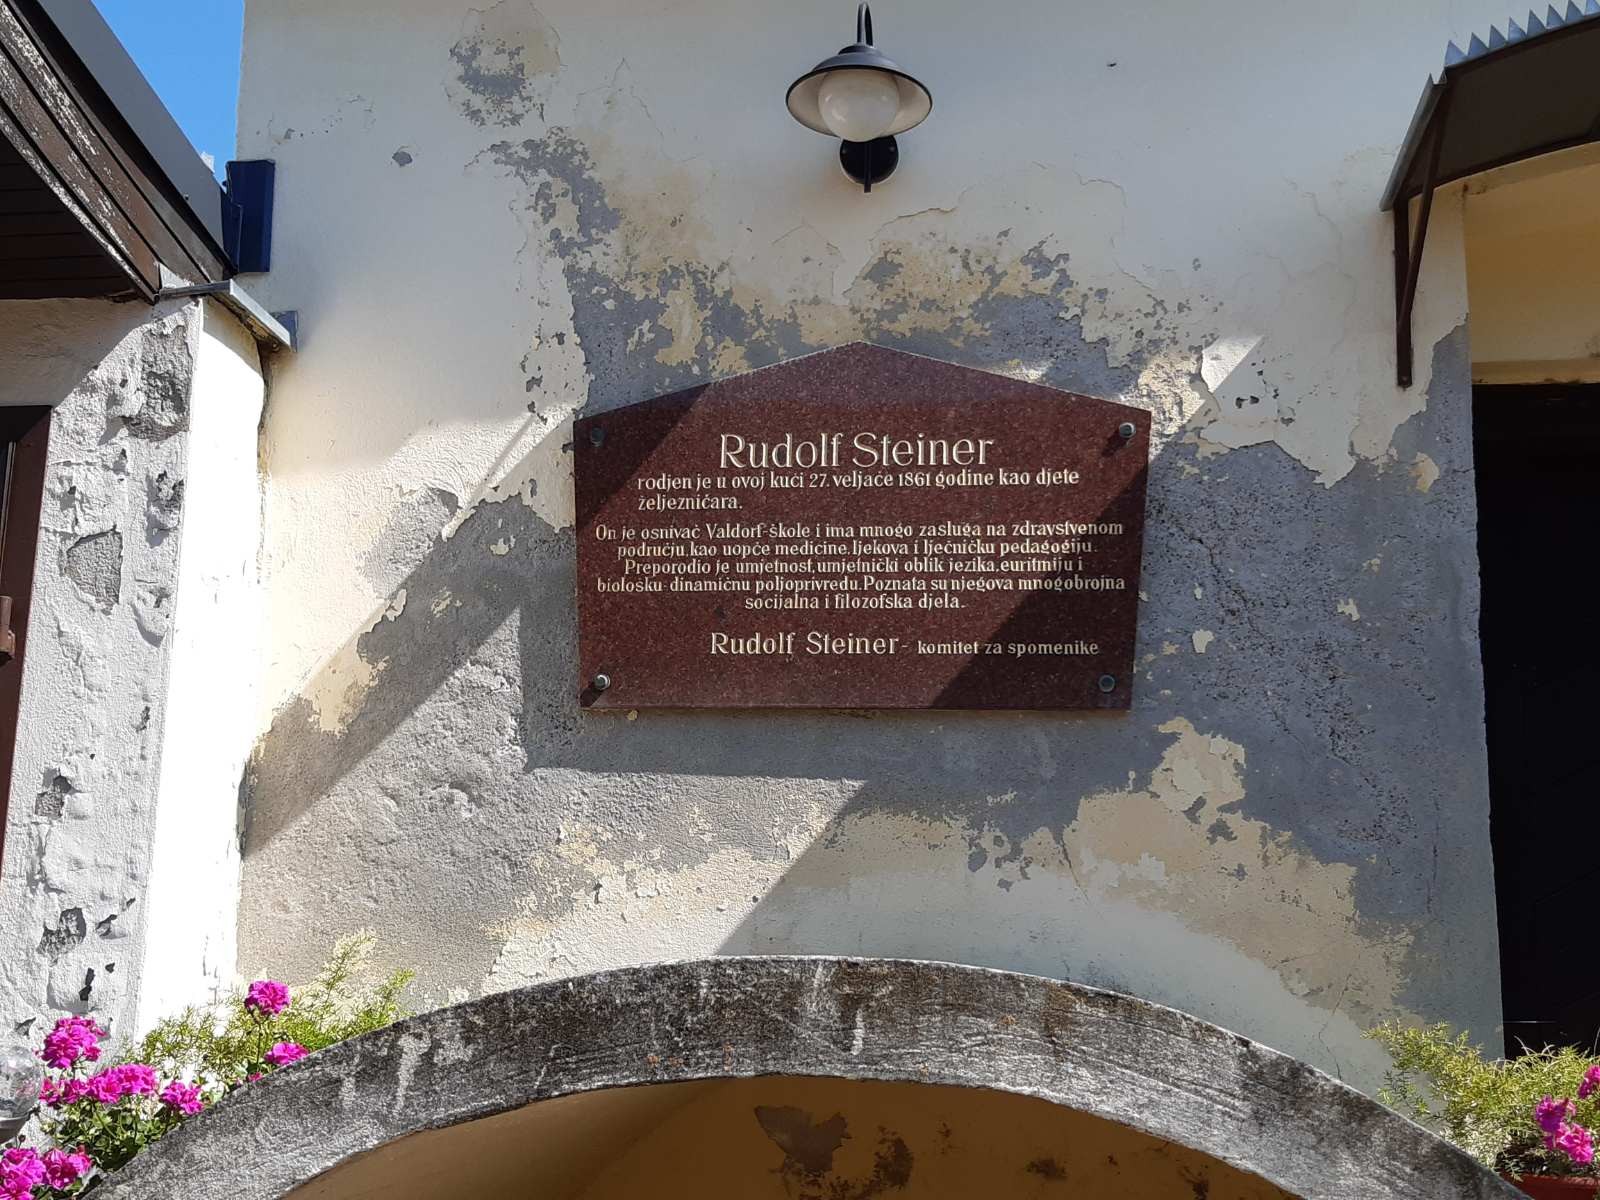 Rudolf Steiner
rodjen je u ovoj kući 27. veljače 1861 godine kao djete
željezničara.
On je osnivač Valdorf-škole i ima mnogo zasluga na zdravstvenom
području, kao uopće medicine, ljekova i lječničku pedagogiju.
Preporodio je umjetnost, umjetnički oblik jezika, euritmiju i
biološku-dinamičnu poljoprivredu. Poznata su njegova mnogobrojna
socijalna i filozofska djela.
Rudolf Steiner - komitet za spomenike